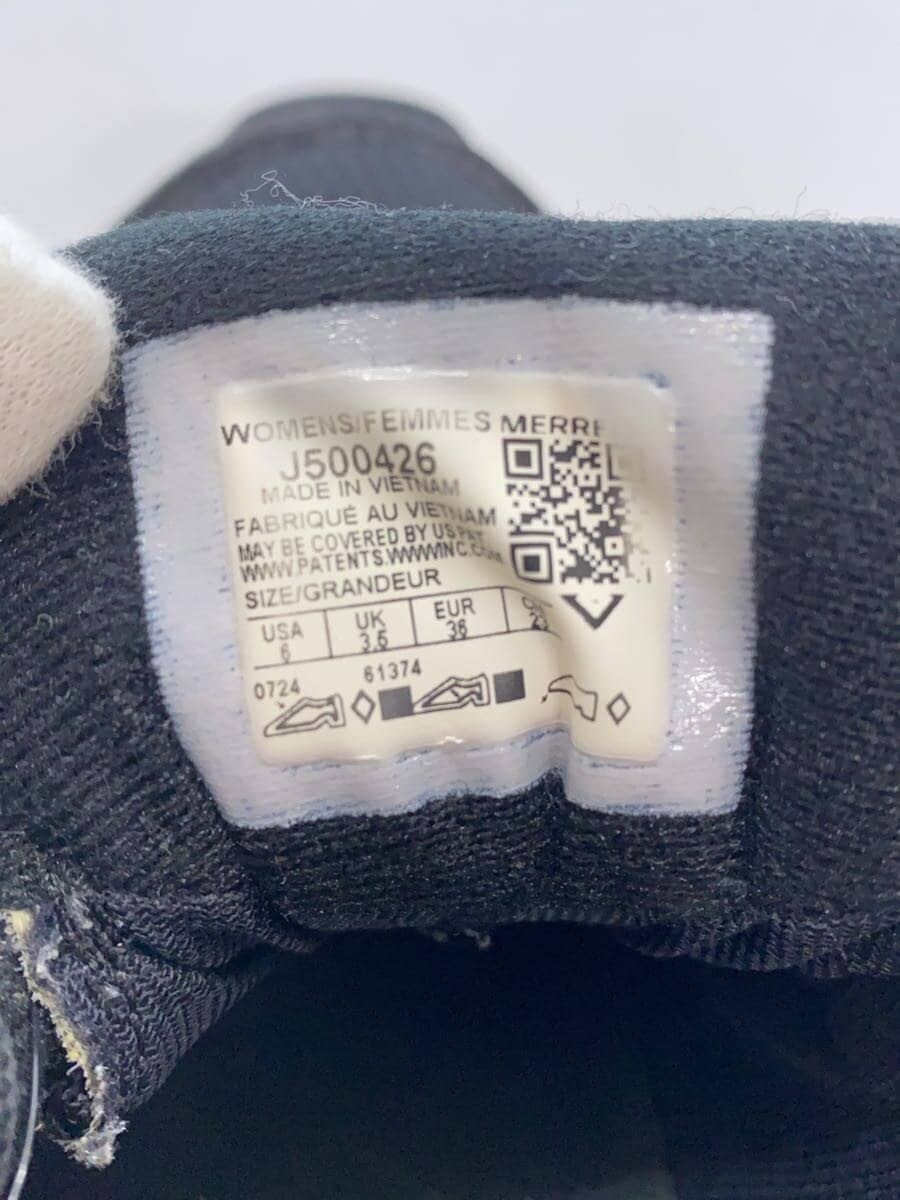 WOMENS/FEMMES MERRE
J500426
MADE IN VIETNAM
FABRIQUÉ AU VIETNAM
MAY BE COVERED BY US PAT.
WWW.PATENTS.WWWINC.COM
SIZE/GRANDEUR
USA UK EUR
6 3.5 36
0724 61374